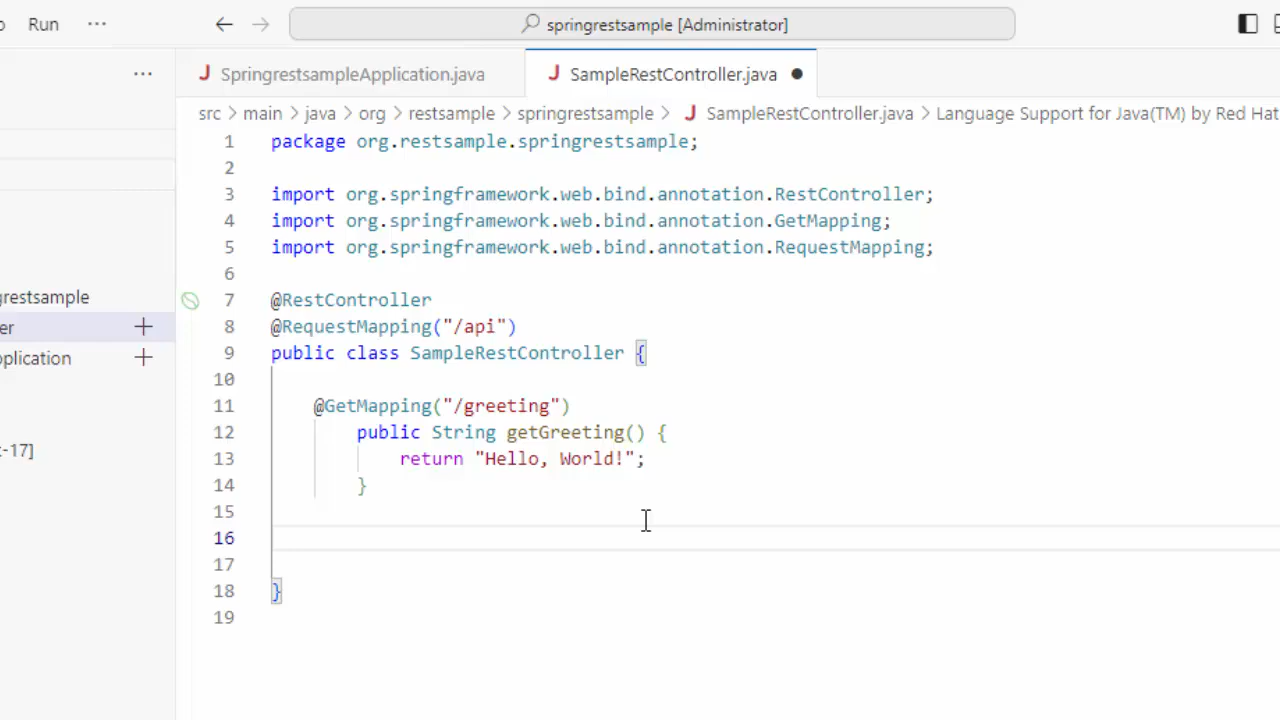 Run ··· ← → springrestsample [Administrator]
··· SpringrestsampleApplication.java SampleRestController.java ●
src > main > java > org > restsample > springrestsample > SampleRestController.java > Language Support for Java(TM) by Red Hat
1 package org.restsample.springrestsample;
2
3 import org.springframework.web.bind.annotation.RestController;
4 import org.springframework.web.bind.annotation.GetMapping;
5 import org.springframework.web.bind.annotation.RequestMapping;
6
grestsample
7 @RestController
er +
8 @RequestMapping("/api")
9 public class SampleRestController {
pplication +
10
11 @GetMapping("/greeting")
12 public String getGreeting() {
-17]
13 return "Hello, World!";
14 }
15
16
17
18 }
19